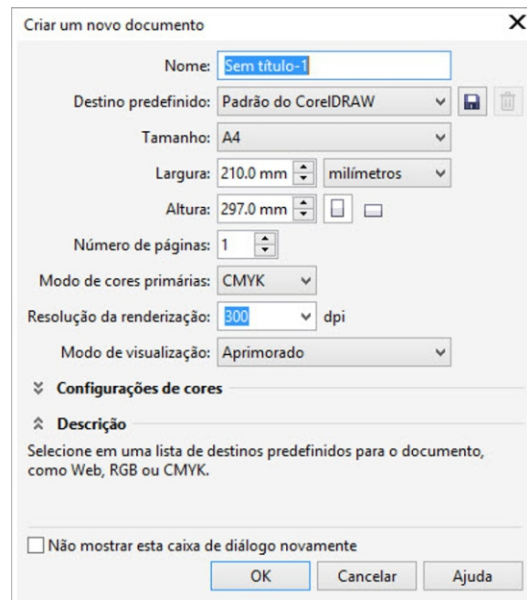 Criar um novo documento
Nome: Sem título-1
Destino predefinido: Padrão do CorelDRAW
Tamanho: A4
Largura: 210.0 mm milímetros
Altura: 297.0 mm
Número de páginas: 1
Modo de cores primárias: CMYK
Resolução da renderização: 300 dpi
Modo de visualização: Aprimorado
Configurações de cores
Descrição
Selecione em uma lista de destinos predefinidos para o documento,
como Web, RGB ou CMYK.
Não mostrar esta caixa de diálogo novamente
OK Cancelar Ajuda